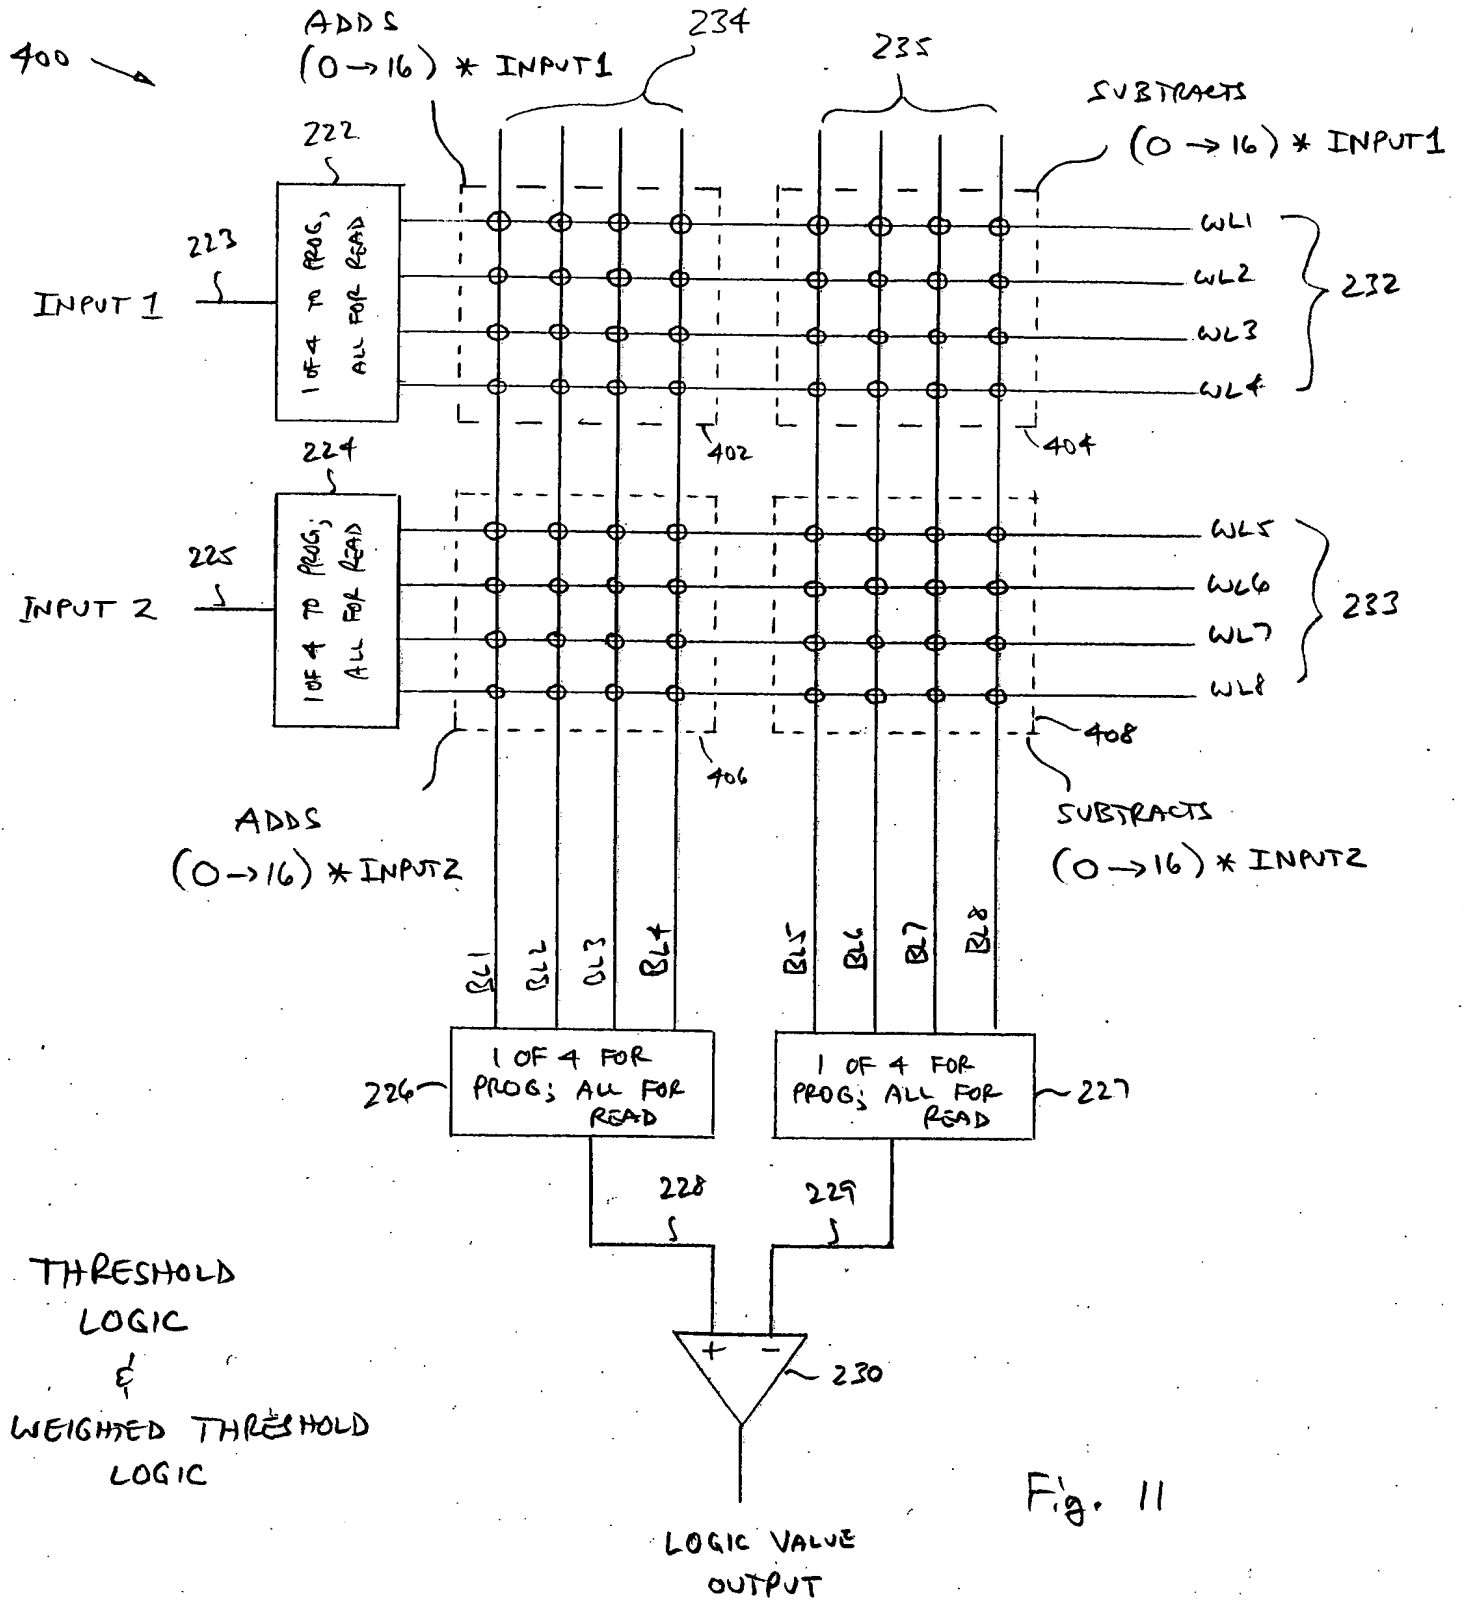 400
ADDS
(0→16) * INPUT1
234
235
SUBTRACTS
(0→16) * INPUT1
222
223
INPUT 1
1 OF 4 TO PROG;
ALL FOR READ
WL1
WL2
WL3
WL4
232
402
404
224
225
INPUT 2
1 OF 4 TO PROG;
ALL FOR READ
WL5
WL6
WL7
WL8
233
406
408
ADDS
(0→16) * INPUT2
SUBTRACTS
(0→16) * INPUT2
BL1
BL2
BL3
BL4
BL5
BL6
BL7
BL8
226
1 OF 4 FOR
PROG; ALL FOR
READ
1 OF 4 FOR
PROG; ALL FOR
READ
227
228
229
+
-
230
THRESHOLD
LOGIC
&
WEIGHTED THRESHOLD
LOGIC
Fig. 11
LOGIC VALUE
OUTPUT